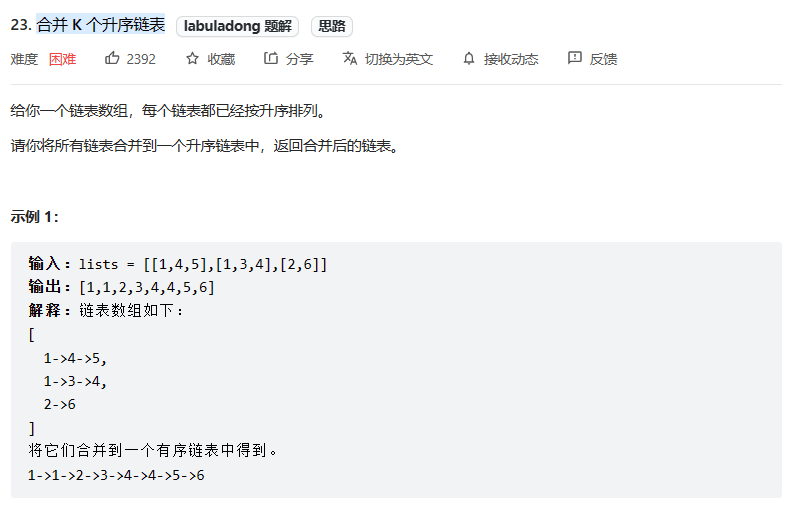 23. 合并 K 个升序链表 labuladong 题解 思路
难度 困难 2392 收藏 分享 切换为英文 接收动态 反馈
给你一个链表数组，每个链表都已经按升序排列。
请你将所有链表合并到一个升序链表中，返回合并后的链表。
示例 1：
输入：lists = [[1,4,5],[1,3,4],[2,6]]
输出：[1,1,2,3,4,4,5,6]
解释：链表数组如下：
[
  1->4->5,
  1->3->4,
  2->6
]
将它们合并到一个有序链表中得到。
1->1->2->3->4->4->5->6